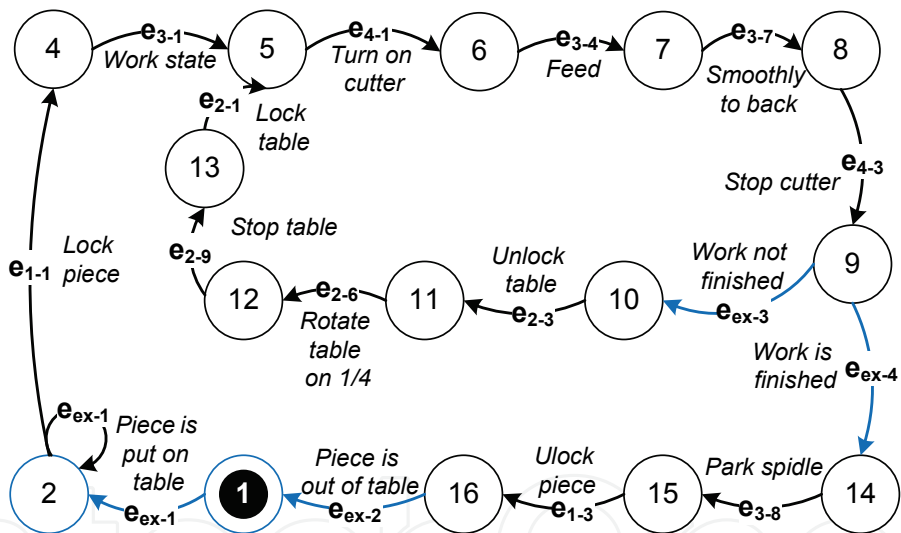 4
e3-1
Work state
5
e4-1
Turn on
cutter
6
e3-4
Feed
7
e3-7
Smoothly
to back
8
e2-1
Lock
table
13
e4-3
Stop cutter
e1-1
Lock
piece
Stop table
e2-9
12
e2-6
Rotate
table
on 1/4
11
Unlock
table
e2-3
10
Work not
finished
eex-3
9
Work is
finished
eex-4
eex-1
Piece is
put on
table
2
eex-1
1
Piece is
out of table
eex-2
16
Ulock
piece
e1-3
15
Park spidle
e3-8
14